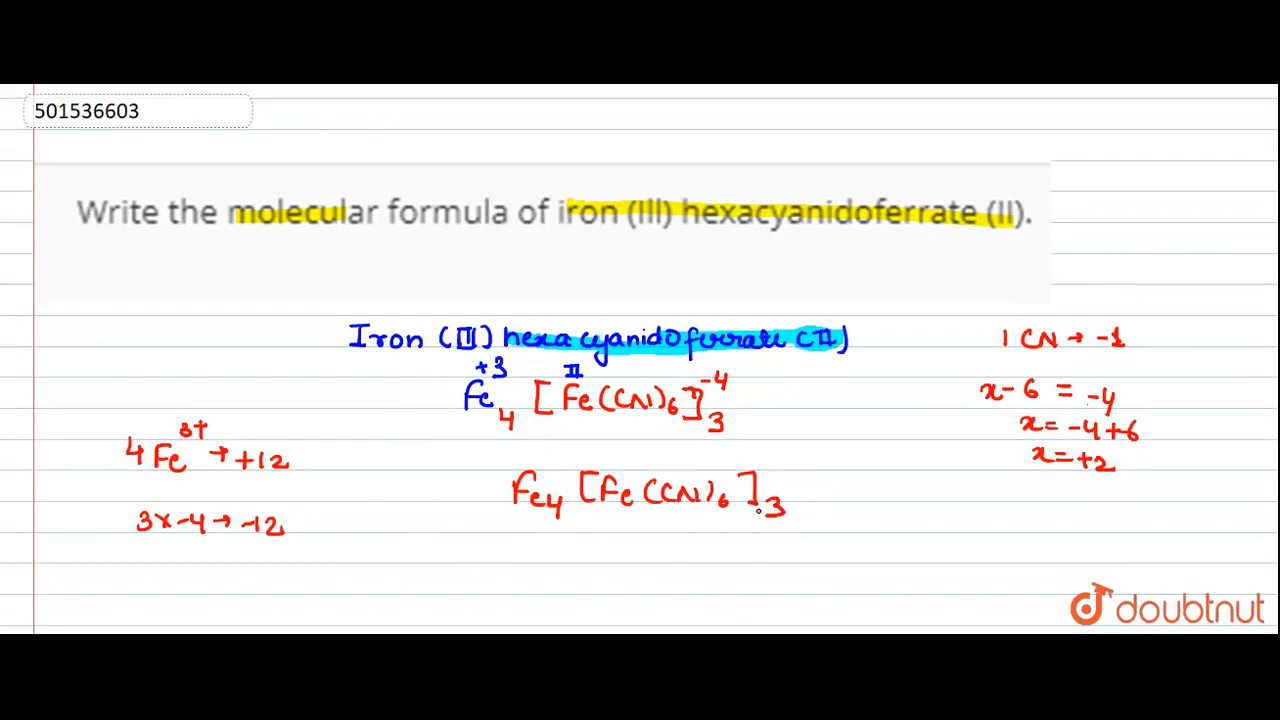 501536603
Write the molecular formula of iron (III) hexacyanidoferrate (II).
Iron (III) hexacyanidoferrate (II)
+3 II
Fe4 [Fe(CN)6]3 -4
Fe4 [Fe(CN)6]3
4 Fe 3+ → +12
3x-4 → -12
1 CN → -1
x-6 = -4
x = -4+6
x = +2
doubtnut